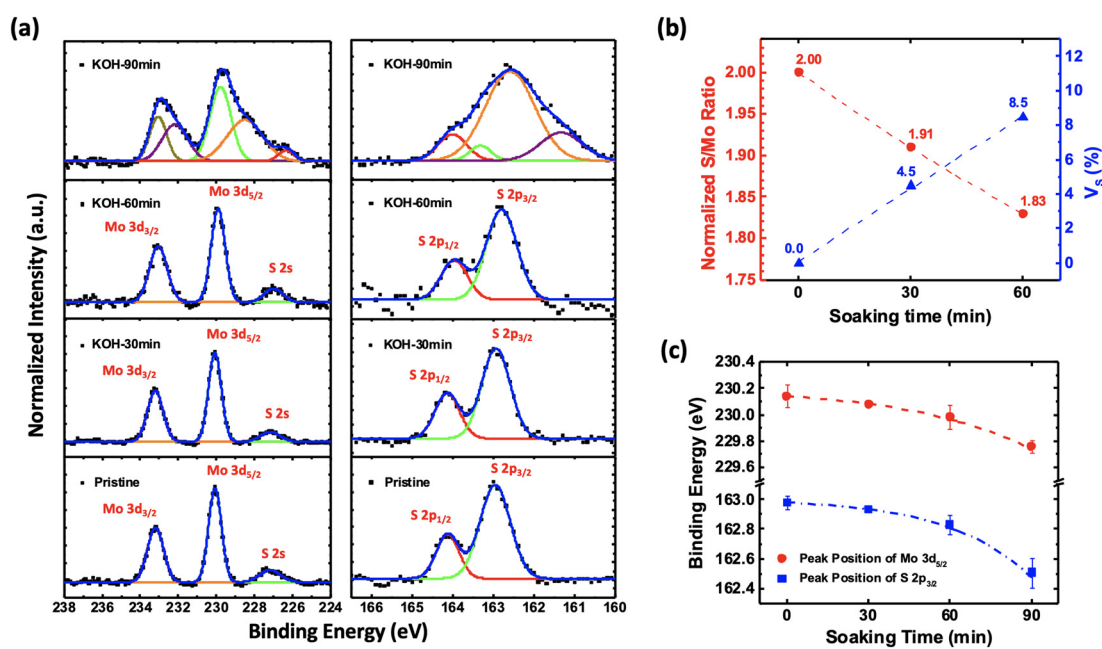 (a)
KOH-90min
KOH-90min
KOH-60min
Mo 3d5/2
Mo 3d3/2
S 2s
KOH-60min
S 2p3/2
S 2p1/2
KOH-30min
Mo 3d5/2
Mo 3d3/2
S 2s
KOH-30min
S 2p3/2
S 2p1/2
Pristine
Mo 3d5/2
Mo 3d3/2
S 2s
Pristine
S 2p3/2
S 2p1/2
Normalized Intensity (a.u.)
238 236 234 232 230 228 226 224
166 165 164 163 162 161 160
Binding Energy (eV)
(b)
Normalized S/Mo Ratio
2.00
1.95
1.90
1.85
1.80
1.75
2.00
1.91
1.83
0.0
4.5
8.5
12
10
8
6
4
2
0
VS (%)
0 30 60
Soaking time (min)
(c)
Binding Energy (eV)
230.4
230.2
230.0
229.8
229.6
163.0
162.8
162.6
162.4
Peak Position of Mo 3d5/2
Peak Position of S 2p3/2
0 30 60 90
Soaking Time (min)